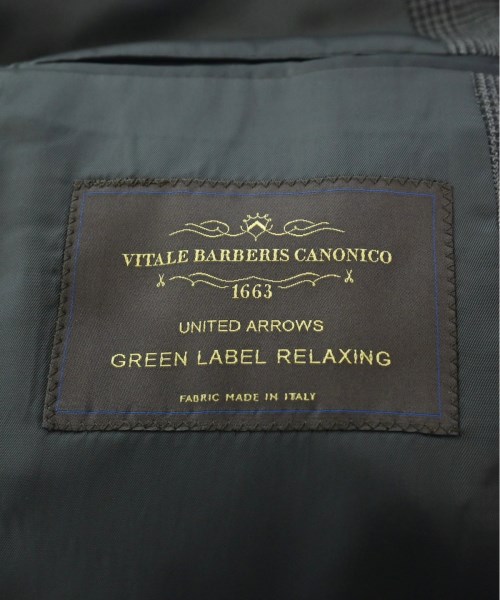 VITALE BARBERIS CANONICO
1663
UNITED ARROWS
GREEN LABEL RELAXING
FABRIC MADE IN ITALY